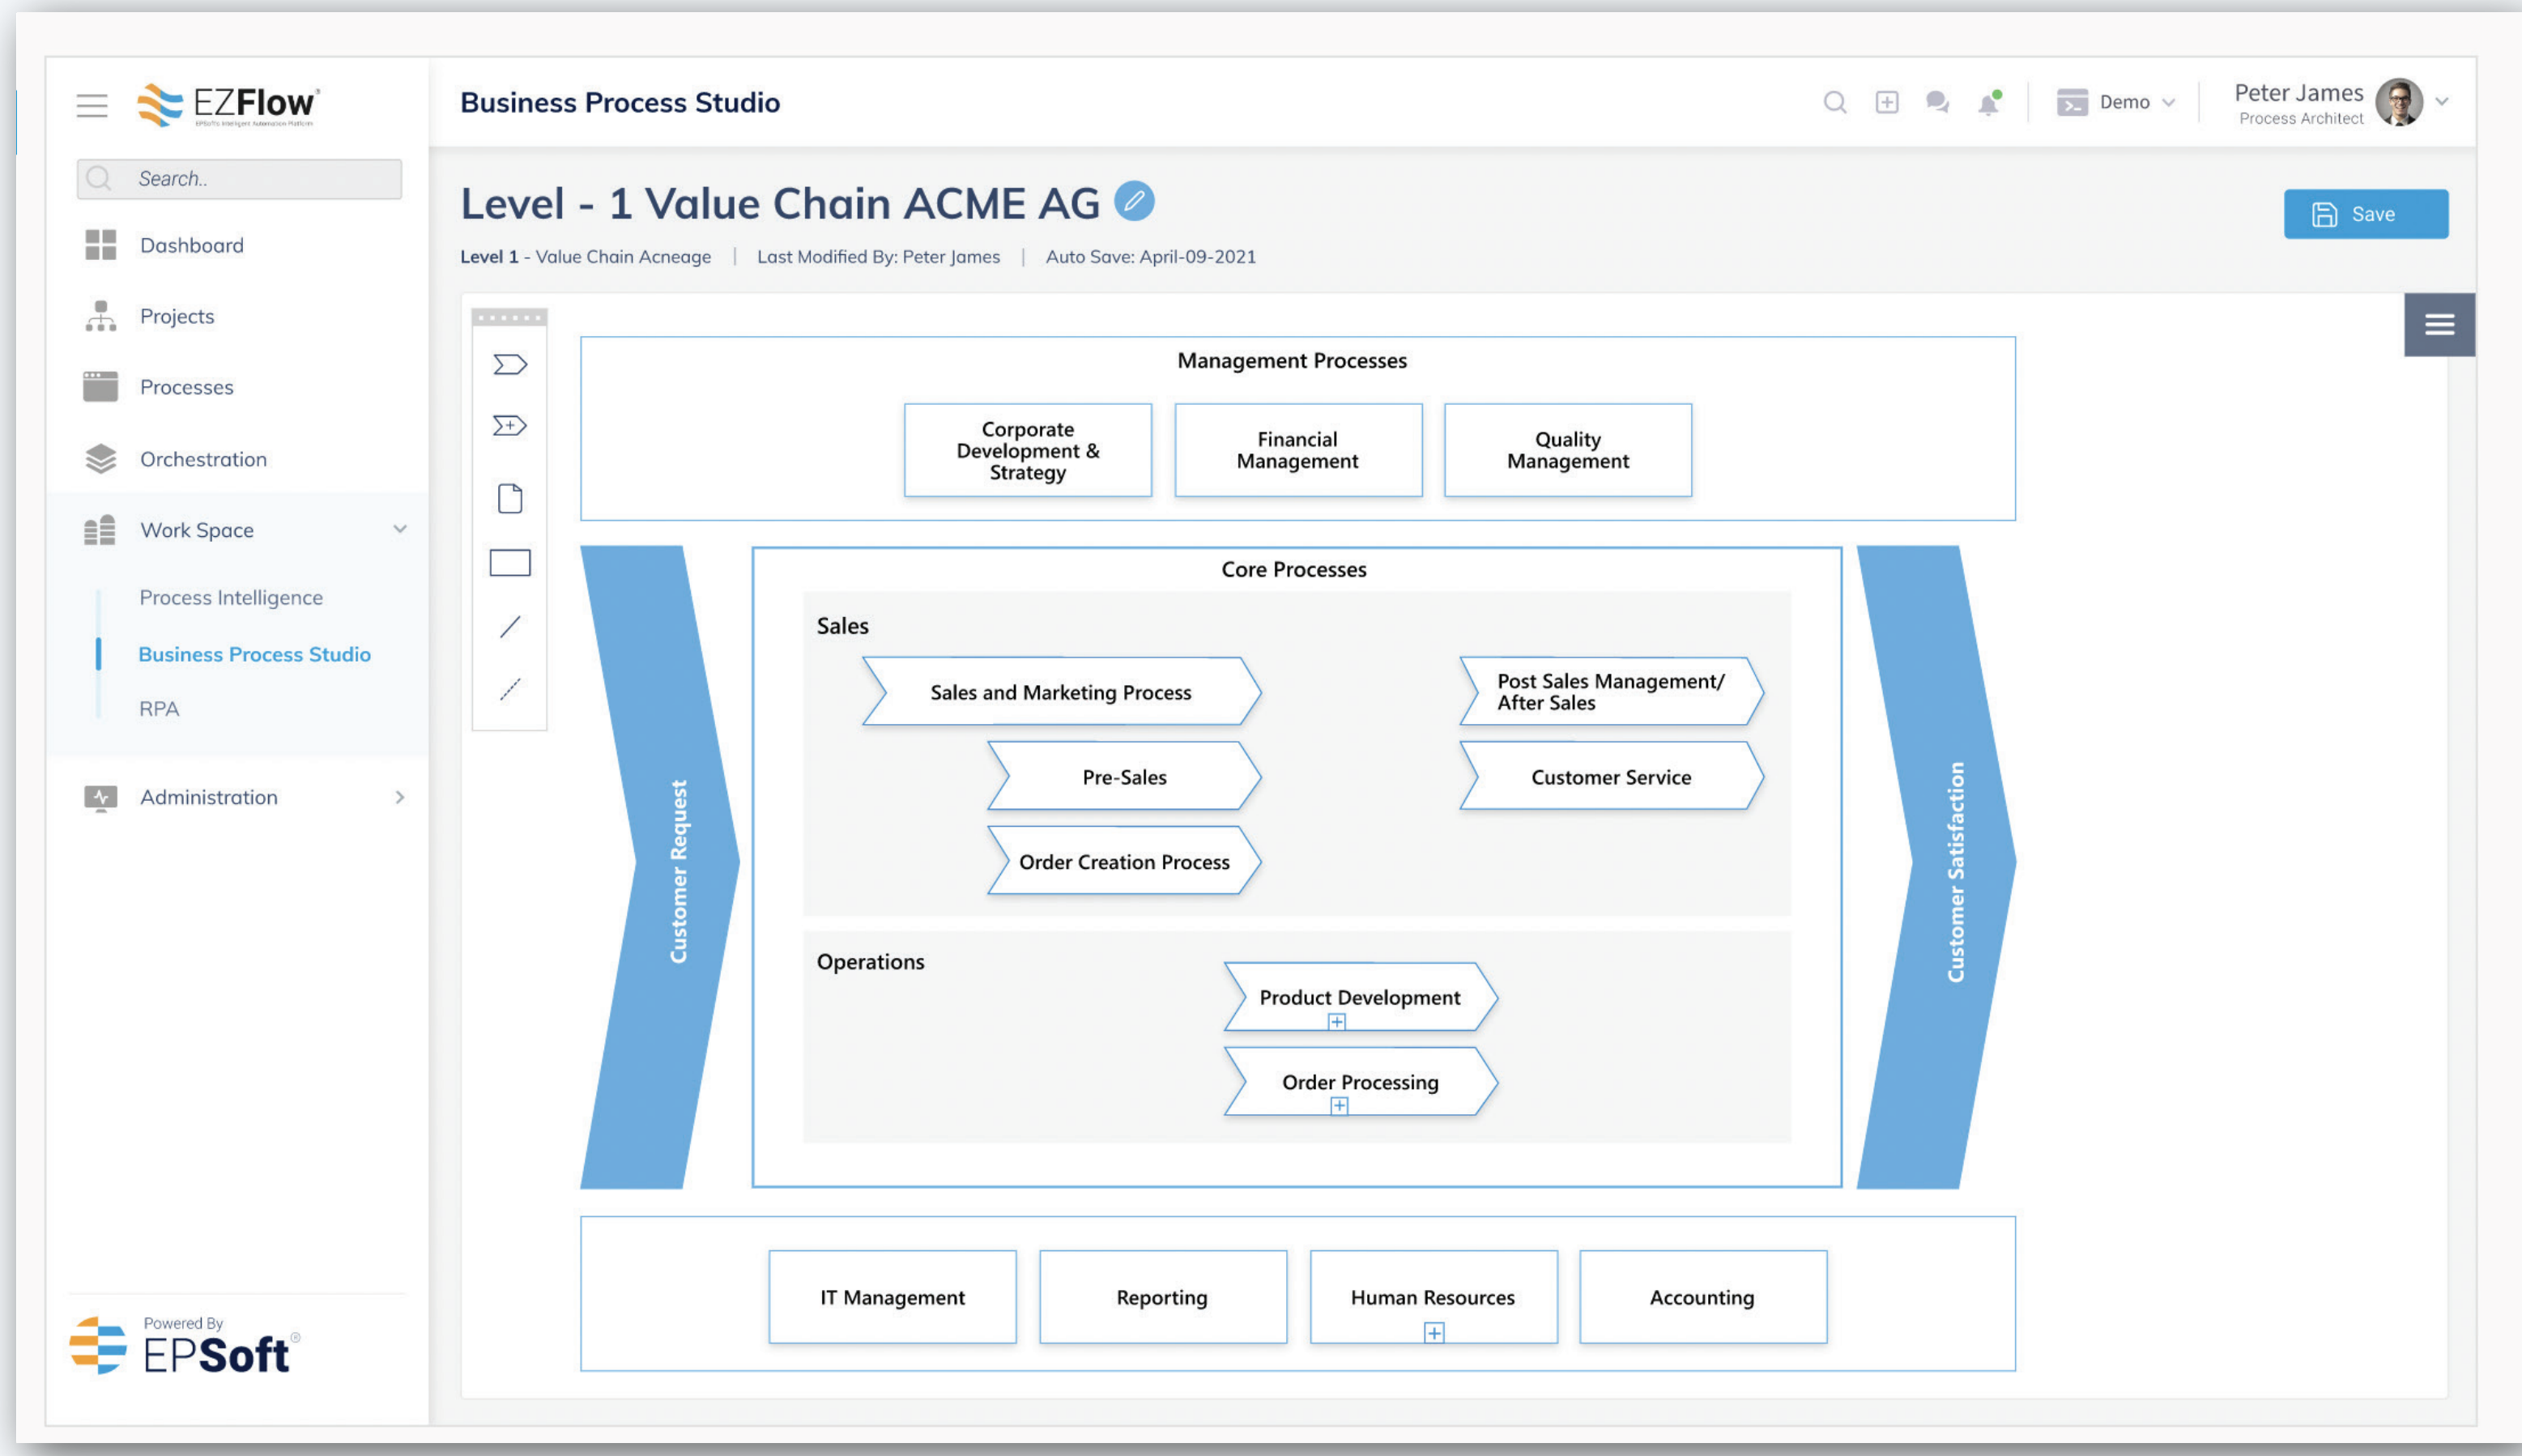 EZFlow®
EPSoft's Intelligent Automation Platform
Business Process Studio
Demo
Peter James
Process Architect
Search..
Dashboard
Projects
Processes
Orchestration
Work Space
Process Intelligence
Business Process Studio
RPA
Administration
Powered By
EPSoft®
Level - 1 Value Chain ACME AG
Save
Level 1 - Value Chain Acneage | Last Modified By: Peter James | Auto Save: April-09-2021
Management Processes
Corporate
Development &
Strategy
Financial
Management
Quality
Management
Customer Request
Core Processes
Sales
Sales and Marketing Process
Post Sales Management/
After Sales
Pre-Sales
Customer Service
Order Creation Process
Operations
Product Development
Order Processing
Customer Satisfaction
IT Management
Reporting
Human Resources
Accounting